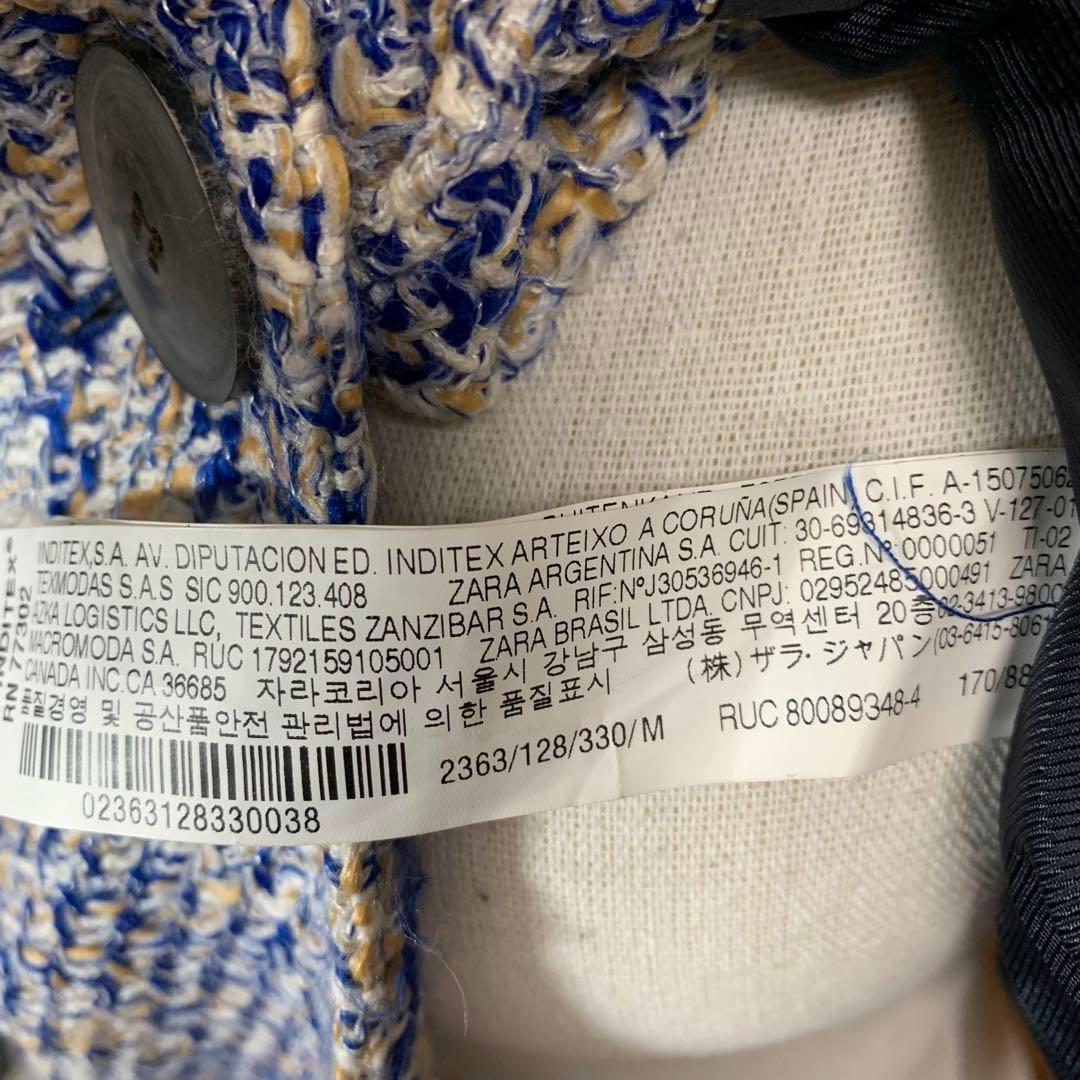 RN 77302 INDITEX®
INDITEX,S.A. AV. DIPUTACION ED. INDITEX ARTEIXO A CORUÑA(SPAIN) C.I.F. A-1507506
TEXMODAS S.A.S SIC 900.123.408 ZARA ARGENTINA S.A. CUIT: 30-69314836-3 V-127-01
AZKA LOGISTICS LLC, TEXTILES ZANZIBAR S.A. RIF:NºJ30536946-1 REG.Nº:0000051 TI-02
MACROMODA S.A. RUC 1792159105001 ZARA BRASIL LTDA. CNPJ: 02952485000491 ZARA
CANADA INC.CA 36685 자라코리아 서울시 강남구 삼성동 무역센터 20층 02-3413-9800
품질경영 및 공산품안전 관리법에 의한 품질표시 (株)ザラ・ジャパン(03-6415-8061
2363/128/330/M RUC 80089348-4 170/88
02363128330038